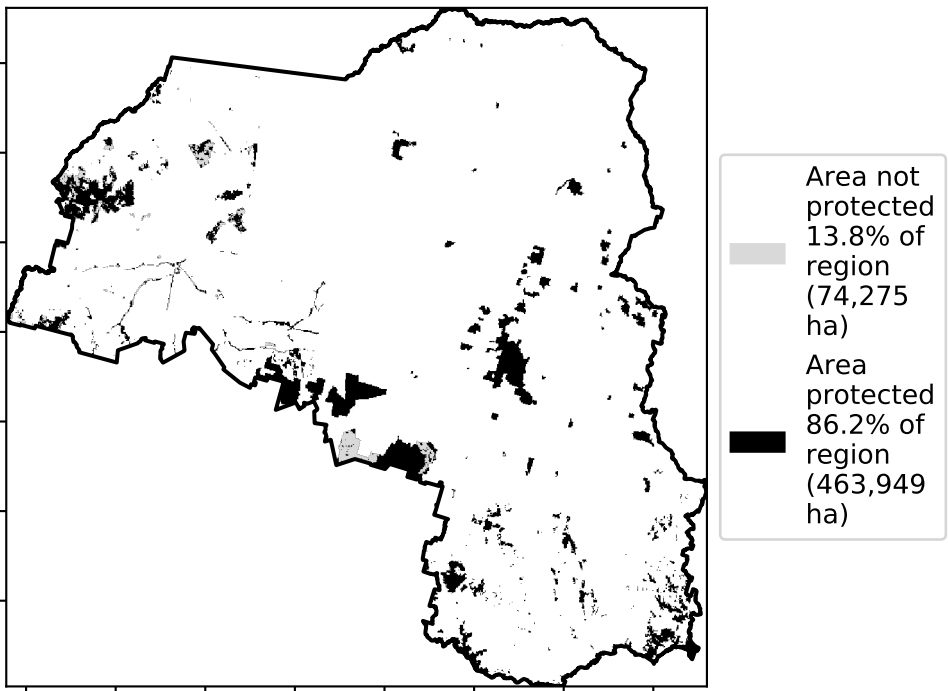 Area not
protected
13.8% of
region
(74,275
ha)
Area
protected
86.2% of
region
(463,949
ha)